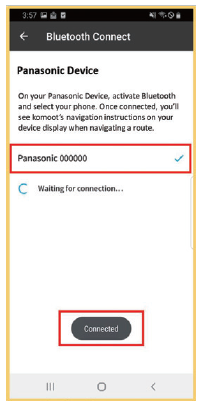 3:57
Bluetooth Connect
Panasonic Device
On your Panasonic Device, activate Bluetooth
and select your phone. Once connected, you'll
see komoot's navigation instructions on your
device display when navigating a route.
Panasonic 000000
Waiting for connection...
Connected